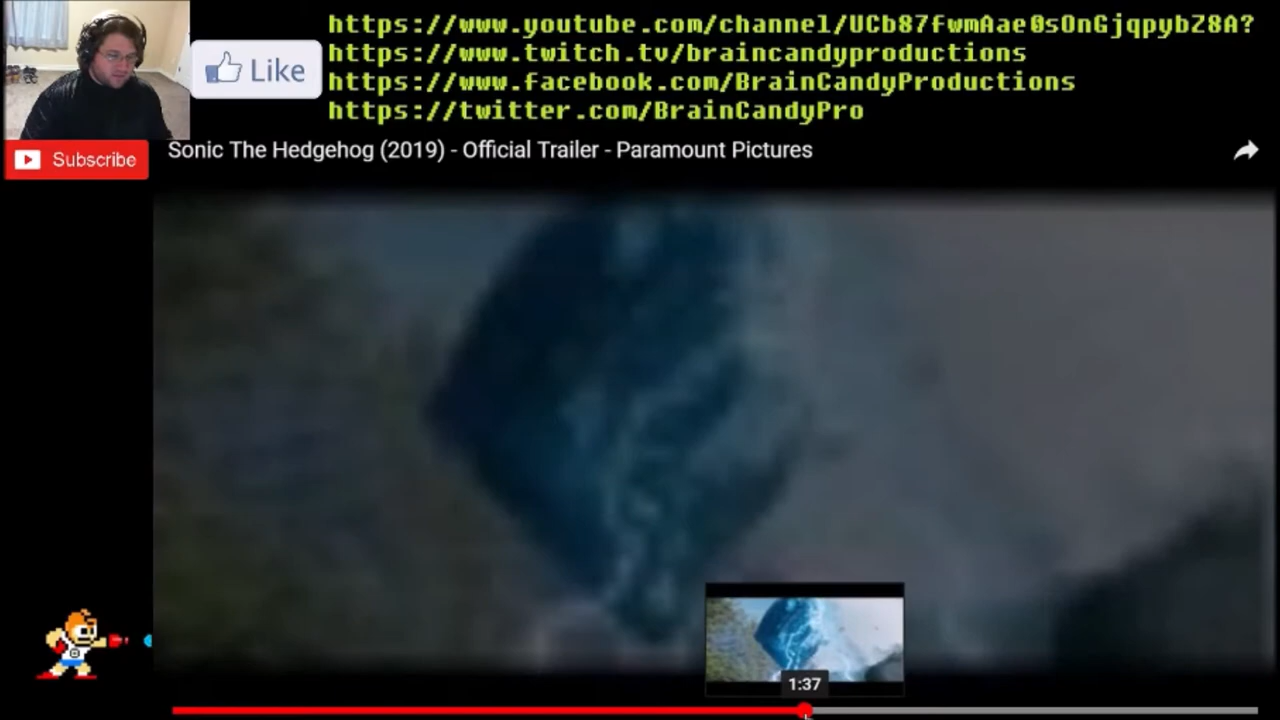 https://www.youtube.com/channel/UCb87fwmAae0sOnGjqpybZ8A?
https://www.twitch.tv/braincandyproductions
Like
https://www.facebook.com/BrainCandyProductions
https://twitter.com/BrainCandyPro
Subscribe
Sonic The Hedgehog (2019) - Official Trailer - Paramount Pictures
1:37